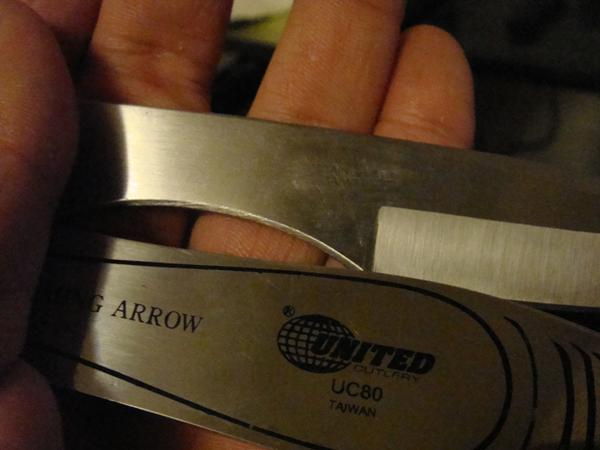 ARROW
®
UNITED
CUTLERY
UC80
TAIWAN